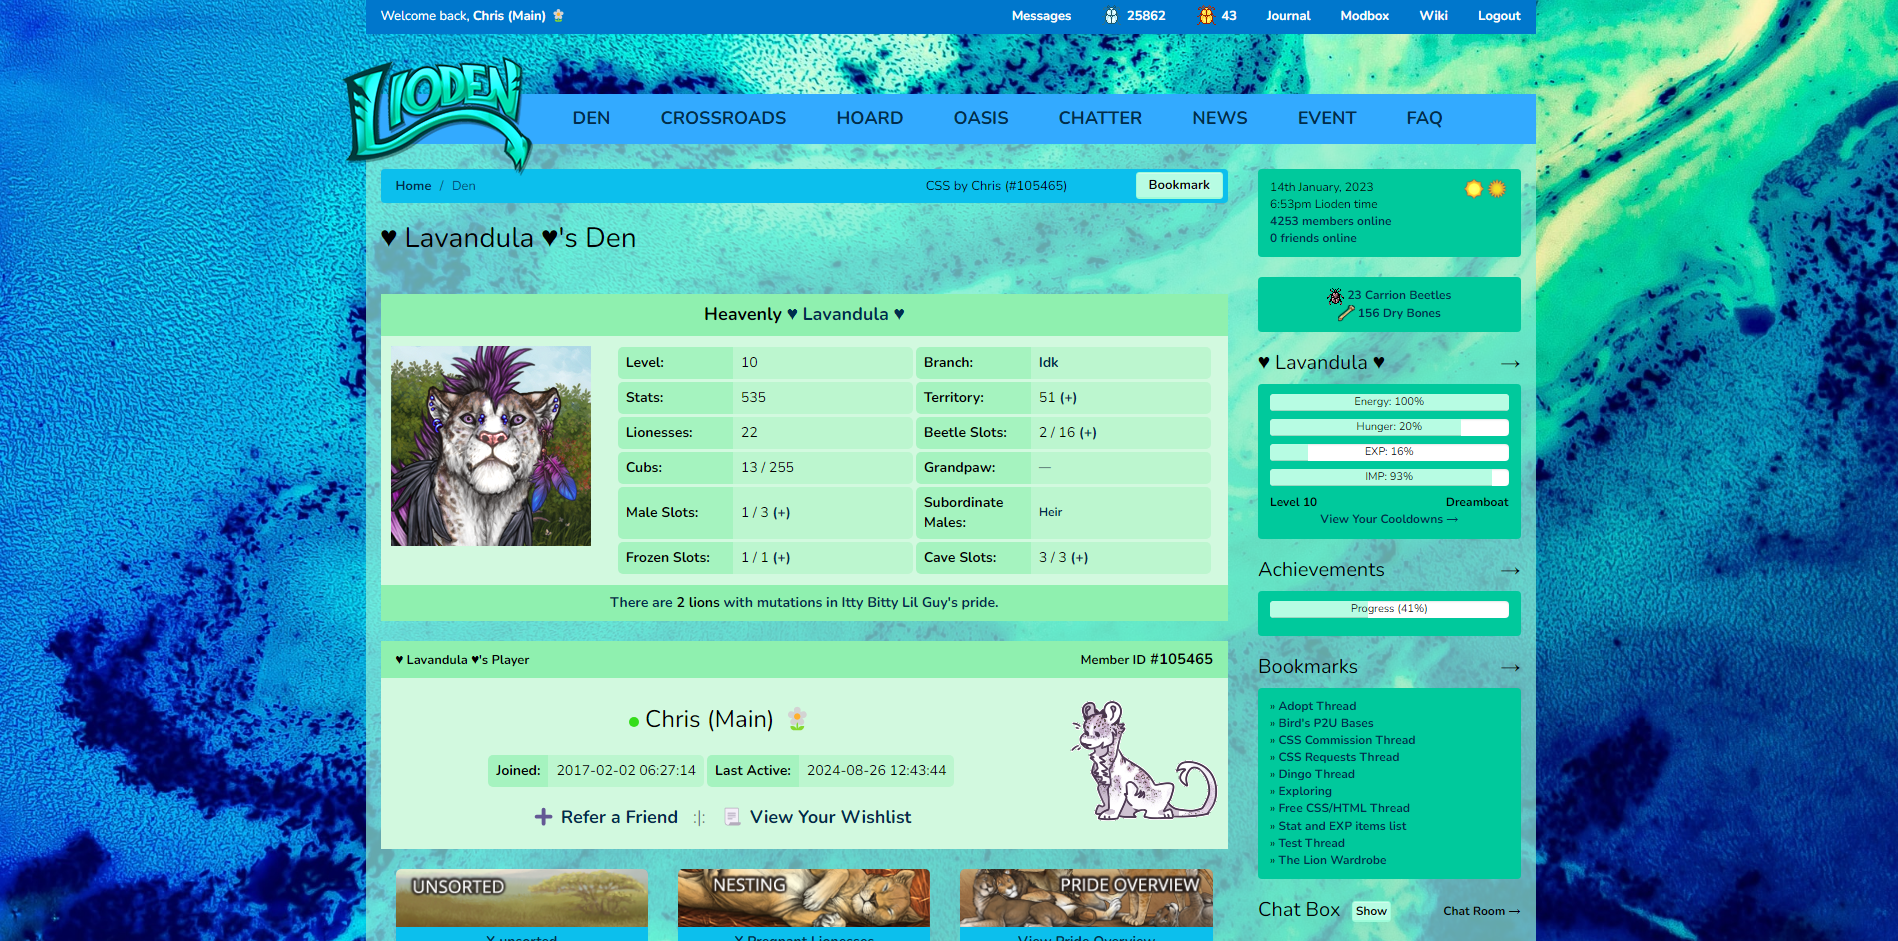 Welcome back, Chris (Main)
Messages 25862 43 Journal Modbox Wiki Logout
LIODEN
DEN CROSSROADS HOARD OASIS CHATTER NEWS EVENT FAQ
Home / Den CSS by Chris (#105465) Bookmark
♥ Lavandula ♥'s Den
Heavenly ♥ Lavandula ♥
Level: 10 Branch: Idk
Stats: 535 Territory: 51 (+)
Lionesses: 22 Beetle Slots: 2 / 16 (+)
Cubs: 13 / 255 Grandpaw: —
Male Slots: 1 / 3 (+) Subordinate
Males: Heir
Frozen Slots: 1 / 1 (+) Cave Slots: 3 / 3 (+)
There are 2 lions with mutations in Itty Bitty Lil Guy's pride.
♥ Lavandula ♥'s Player Member ID #105465
Chris (Main)
Joined: 2017-02-02 06:27:14 Last Active: 2024-08-26 12:43:44
Refer a Friend :|: View Your Wishlist
UNSORTED NESTING PRIDE OVERVIEW
X unsorted X Pregnant Lionesses View Pride Overview
14th January, 2023
6:53pm Lioden time
4253 members online
0 friends online
23 Carrion Beetles
156 Dry Bones
♥ Lavandula ♥ →
Energy: 100%
Hunger: 20%
EXP: 16%
IMP: 93%
Level 10 Dreamboat
View Your Cooldowns →
Achievements →
Progress (41%)
Bookmarks →
» Adopt Thread
» Bird's P2U Bases
» CSS Commission Thread
» CSS Requests Thread
» Dingo Thread
» Exploring
» Free CSS/HTML Thread
» Stat and EXP items list
» Test Thread
» The Lion Wardrobe
Chat Box Show Chat Room →